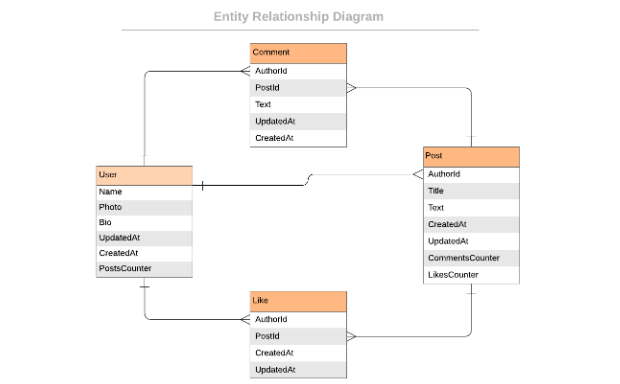 Entity Relationship Diagram
Comment
AuthorId
PostId
Text
UpdatedAt
CreatedAt
User
Name
Photo
Bio
UpdatedAt
CreatedAt
PostsCounter
Post
AuthorId
Title
Text
CreatedAt
UpdatedAt
CommentsCounter
LikesCounter
Like
AuthorId
PostId
CreatedAt
UpdatedAt